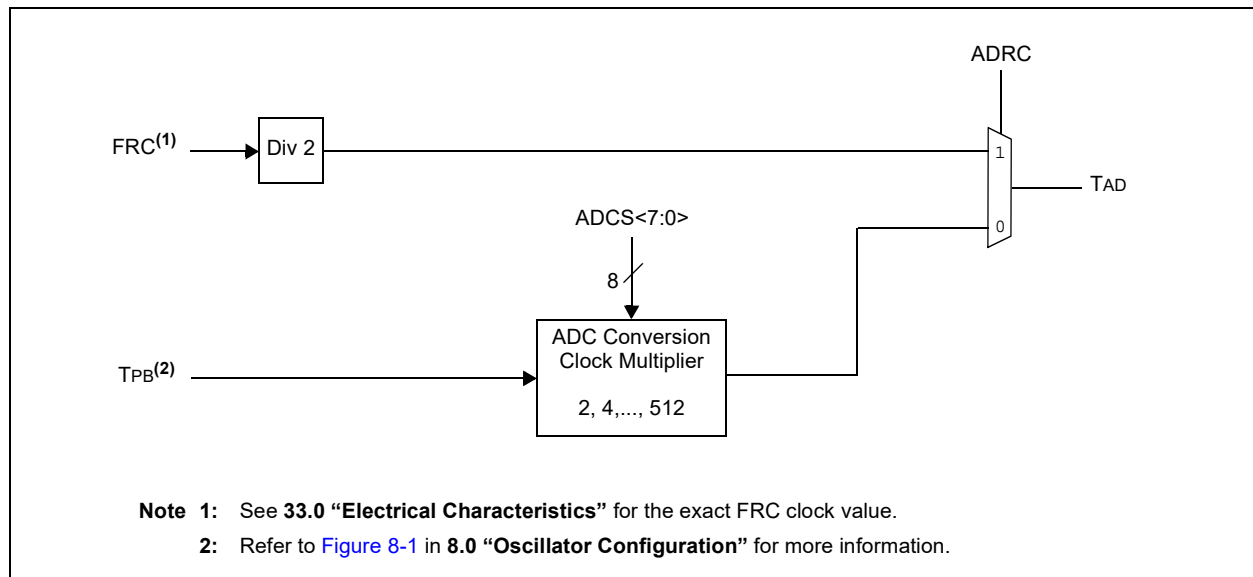 ADRC
FRC(1)
Div 2
1
TAD
ADCS<7:0>
0
8
ADC Conversion
Clock Multiplier
TPB(2)
2, 4,..., 512
Note 1: See 33.0 “Electrical Characteristics” for the exact FRC clock value.
2: Refer to Figure 8-1 in 8.0 “Oscillator Configuration” for more information.